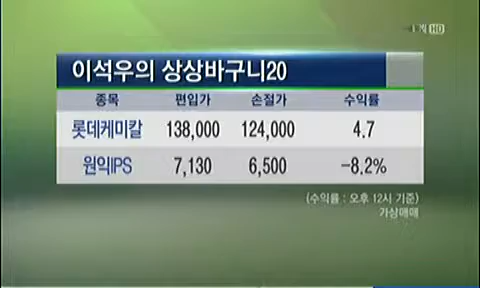 HD
이석우의 상상바구니20
종목 편입가 손절가 수익률
롯데케미칼 138,000 124,000 4.7
원익IPS 7,130 6,500 -8.2%
(수익률 : 오후 12시 기준)
가상매매